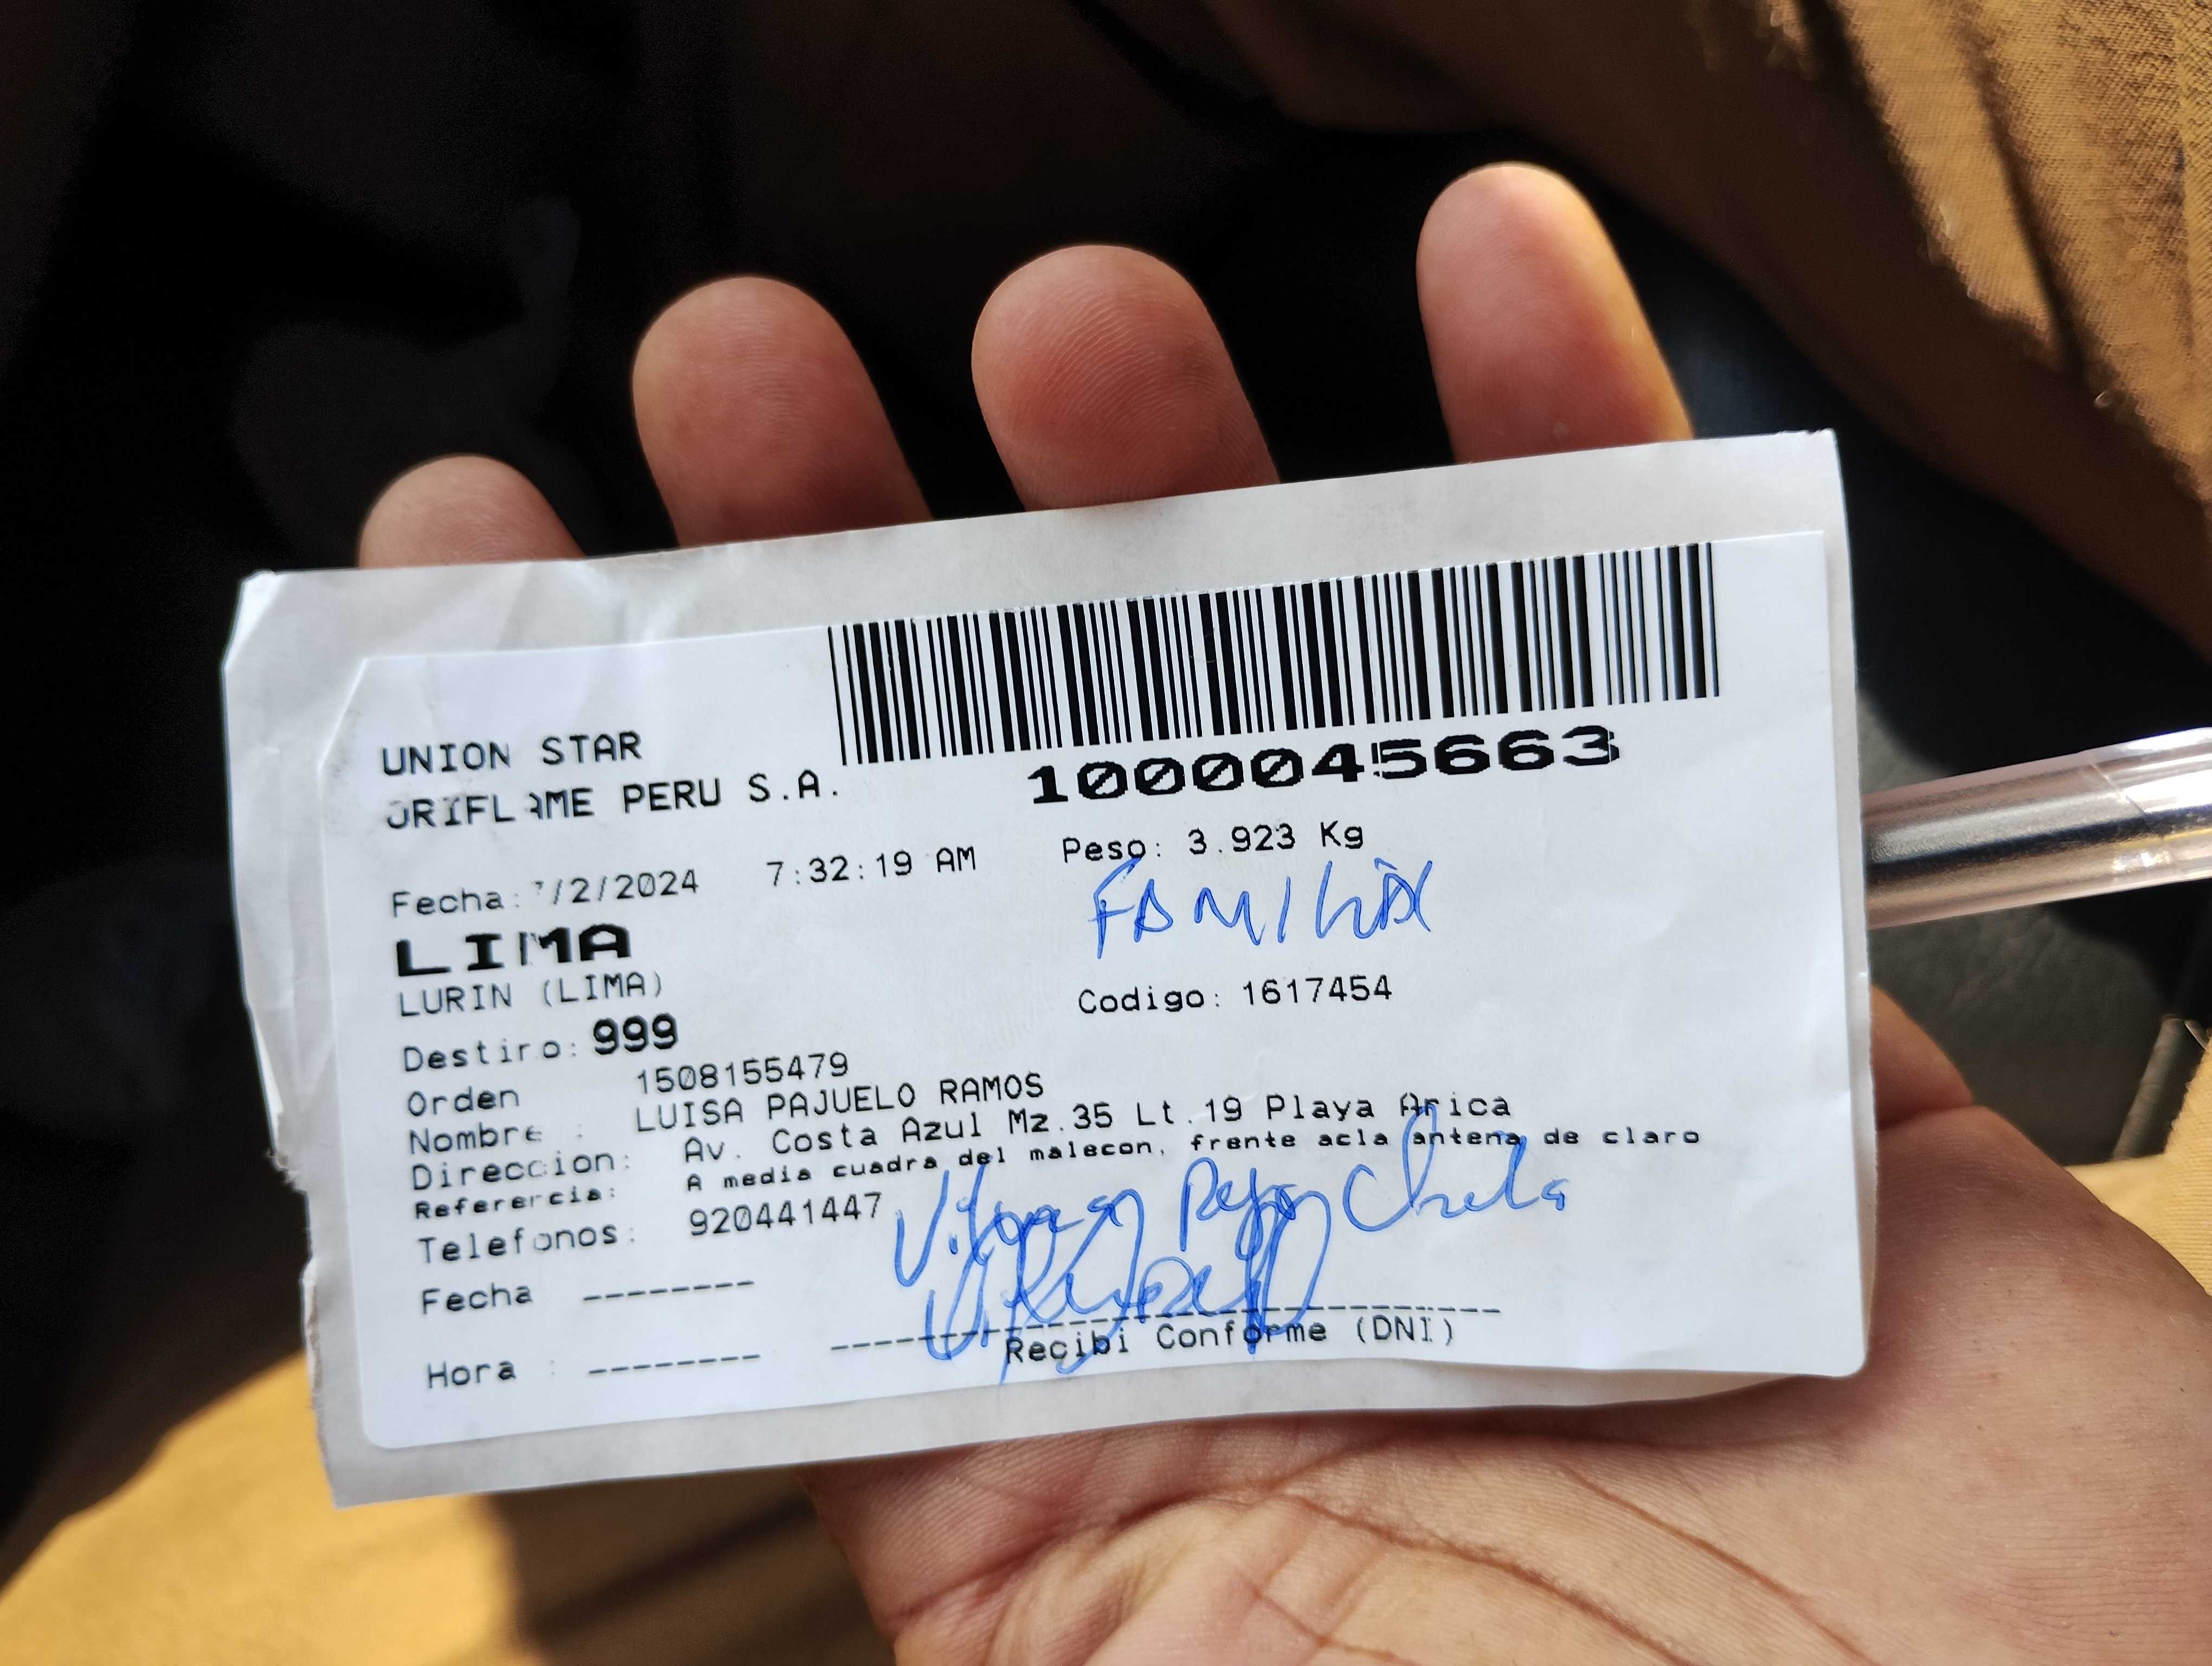 UNION STAR
ORIFLAME PERU S.A.
1000045663
Fecha: 7/2/2024 7:32:19 AM Peso: 3.923 Kg
FAMILIA
LIMA
LURIN (LIMA)
Codigo: 1617454
Destino: 999
Orden 1508155479
Nombre : LUISA PAJUELO RAMOS
Direccion: Av. Costa Azul Mz.35 Lt.19 Playa Arica
Referencia: A media cuadra del malecon, frente acla antena de claro
Telefonos: 920441447
Fecha --------
Hora : --------
Recibi Conforme (DNI)